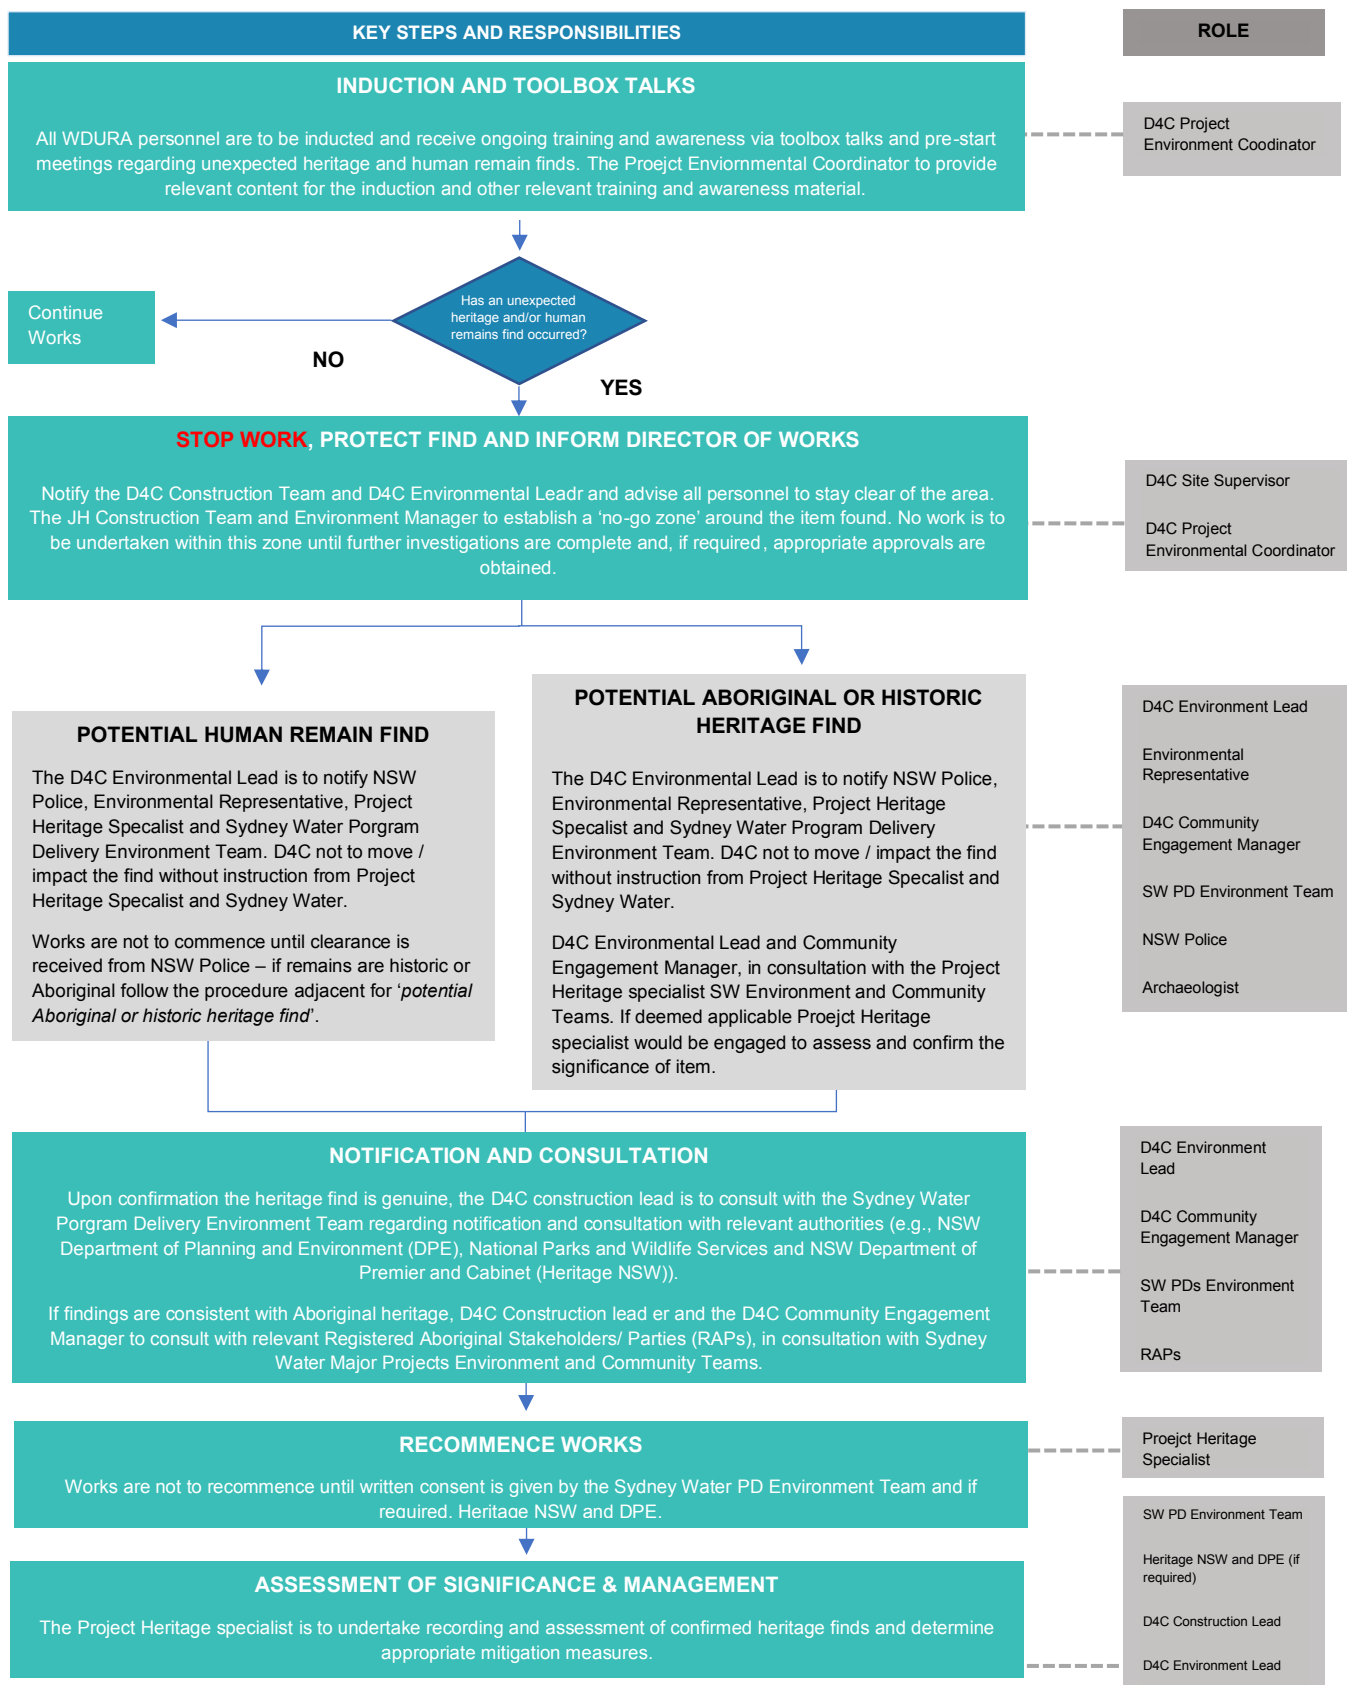 KEY STEPS AND RESPONSIBILITIES
ROLE
INDUCTION AND TOOLBOX TALKS
All WDURA personnel are to be inducted and receive ongoing training and awareness via toolbox talks and pre-start
meetings regarding unexpected heritage and human remain finds. The Proejct Enviornmental Coordinator to provide
relevant content for the induction and other relevant training and awareness material.
D4C Project
Environment Coodinator
Has an unexpected
heritage and/or human
remains find occurred?
Continue
Works
NO
YES
STOP WORK, PROTECT FIND AND INFORM DIRECTOR OF WORKS
Notify the D4C Construction Team and D4C Environmental Leadr and advise all personnel to stay clear of the area.
The JH Construction Team and Environment Manager to establish a ‘no-go zone’ around the item found. No work is to
be undertaken within this zone until further investigations are complete and, if required, appropriate approvals are
obtained.
D4C Site Supervisor
D4C Project
Environmental Coordinator
POTENTIAL HUMAN REMAIN FIND
The D4C Environmental Lead is to notify NSW
Police, Environmental Representative, Project
Heritage Specalist and Sydney Water Porgram
Delivery Environment Team. D4C not to move /
impact the find without instruction from Project
Heritage Specalist and Sydney Water.
Works are not to commence until clearance is
received from NSW Police – if remains are historic or
Aboriginal follow the procedure adjacent for ‘potential
Aboriginal or historic heritage find’.
POTENTIAL ABORIGINAL OR HISTORIC
HERITAGE FIND
The D4C Environmental Lead is to notify NSW Police,
Environmental Representative, Project Heritage
Specalist and Sydney Water Program Delivery
Environment Team. D4C not to move / impact the find
without instruction from Project Heritage Specalist and
Sydney Water.
D4C Environmental Lead and Community
Engagement Manager, in consultation with the Project
Heritage specialist SW Environment and Community
Teams. If deemed applicable Proejct Heritage
specialist would be engaged to assess and confirm the
significance of item.
D4C Environment Lead
Environmental
Representative
D4C Community
Engagement Manager
SW PD Environment Team
NSW Police
Archaeologist
NOTIFICATION AND CONSULTATION
Upon confirmation the heritage find is genuine, the D4C construction lead is to consult with the Sydney Water
Porgram Delivery Environment Team regarding notification and consultation with relevant authorities (e.g., NSW
Department of Planning and Environment (DPE), National Parks and Wildlife Services and NSW Department of
Premier and Cabinet (Heritage NSW)).
If findings are consistent with Aboriginal heritage, D4C Construction lead er and the D4C Community Engagement
Manager to consult with relevant Registered Aboriginal Stakeholders/ Parties (RAPs), in consultation with Sydney
Water Major Projects Environment and Community Teams.
D4C Environment
Lead
D4C Community
Engagement Manager
SW PDs Environment
Team
RAPs
RECOMMENCE WORKS
Works are not to recommence until written consent is given by the Sydney Water PD Environment Team and if
required, Heritage NSW and DPE.
Proejct Heritage
Specialist
ASSESSMENT OF SIGNIFICANCE & MANAGEMENT
The Project Heritage specialist is to undertake recording and assessment of confirmed heritage finds and determine
appropriate mitigation measures.
SW PD Environment Team
Heritage NSW and DPE (if
required)
D4C Construction Lead
D4C Environment Lead